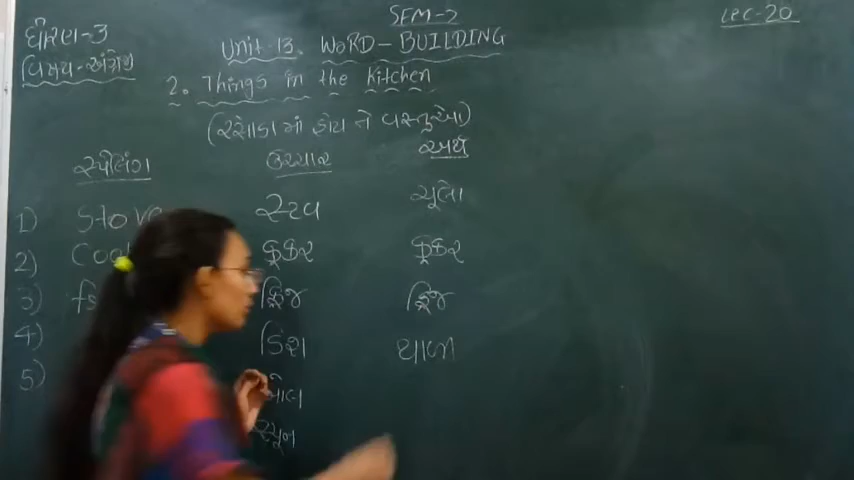 SEM-2
LEC-20
ધોરણ-3
વિષય-અંગ્રેજી
Unit-13. WORD-BUILDING
2. Things in the Kitchen
(રસોડામાં હોય તે વસ્તુઓ)
સ્પેલિંગ ઉચ્ચાર અર્થ
1) Stove સ્ટવ ચૂલો
2) કૂકર કૂકર
3) ફ્રિજ ફ્રિજ
4) ડિશ થાળી
5)